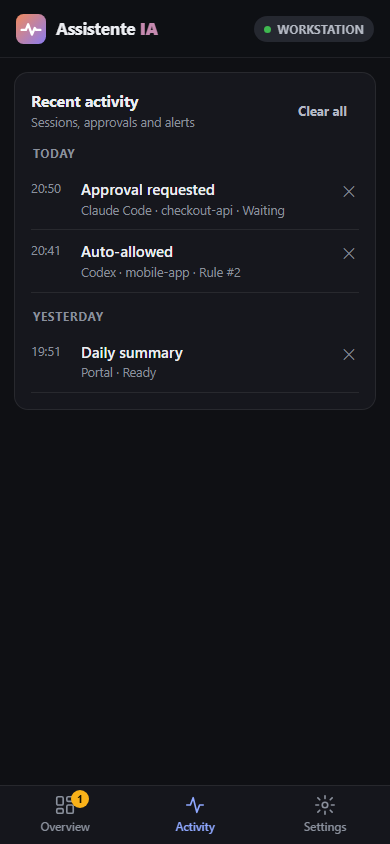 Assistente IA
WORKSTATION
Recent activity
Sessions, approvals and alerts
Clear all
TODAY
20:50
Approval requested
Claude Code · checkout-api · Waiting
20:41
Auto-allowed
Codex · mobile-app · Rule #2
YESTERDAY
19:51
Daily summary
Portal · Ready
1
Overview
Activity
Settings